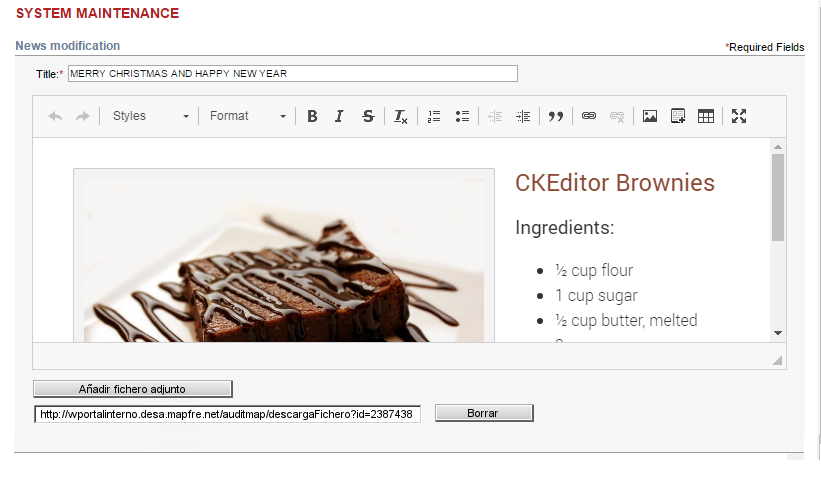 SYSTEM MAINTENANCE
News modification
*Required Fields
Title:* MERRY CHRISTMAS AND HAPPY NEW YEAR
Styles Format B I S Tx
CKEditor Brownies
Ingredients:
• ½ cup flour
• 1 cup sugar
• ½ cup butter, melted
Añadir fichero adjunto
http://wportalinterno.desa.mapfre.net/auditmap/descargaFichero?id=2387438
Borrar